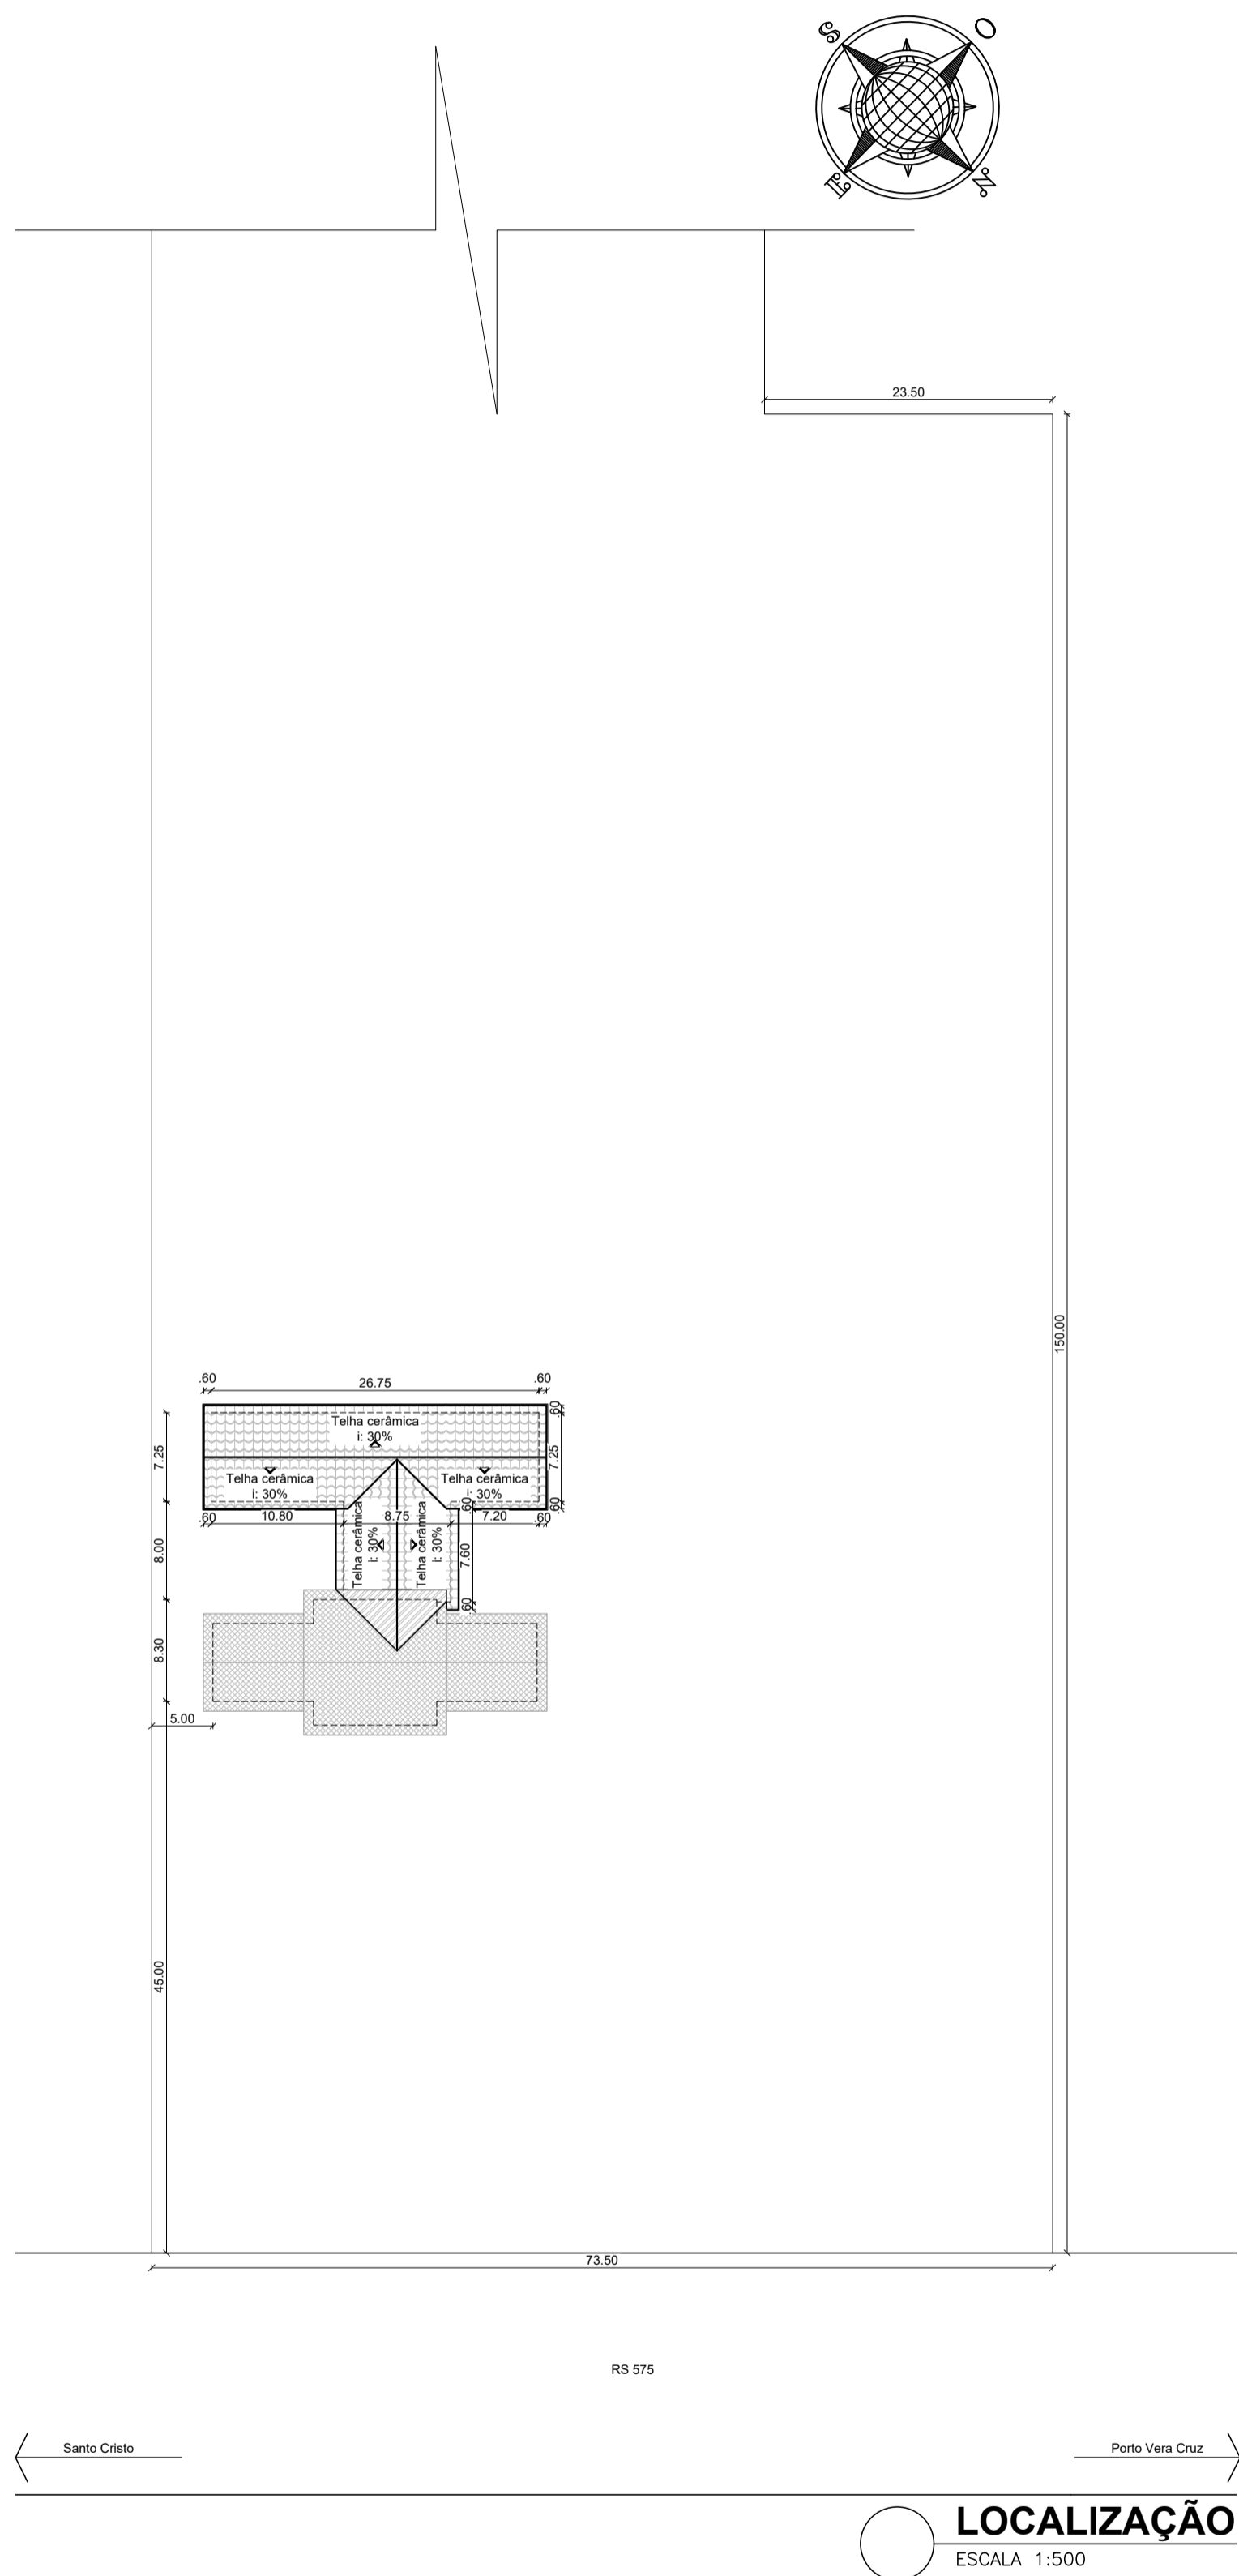 S
O
E
N
23.50
150.00
.60
26.75
.60
.60
7.25
.60
7.25
Telha cerâmica
i: 30%
Telha cerâmica
i: 30%
Telha cerâmica
i: 30%
.60
10.80
8.75
7.20
.60
.60
8.00
Telha cerâmica
i: 30%
Telha cerâmica
i: 30%
7.60
.60
8.30
5.00
45.00
73.50
RS 575
Santo Cristo
Porto Vera Cruz
LOCALIZAÇÃO
ESCALA 1:500